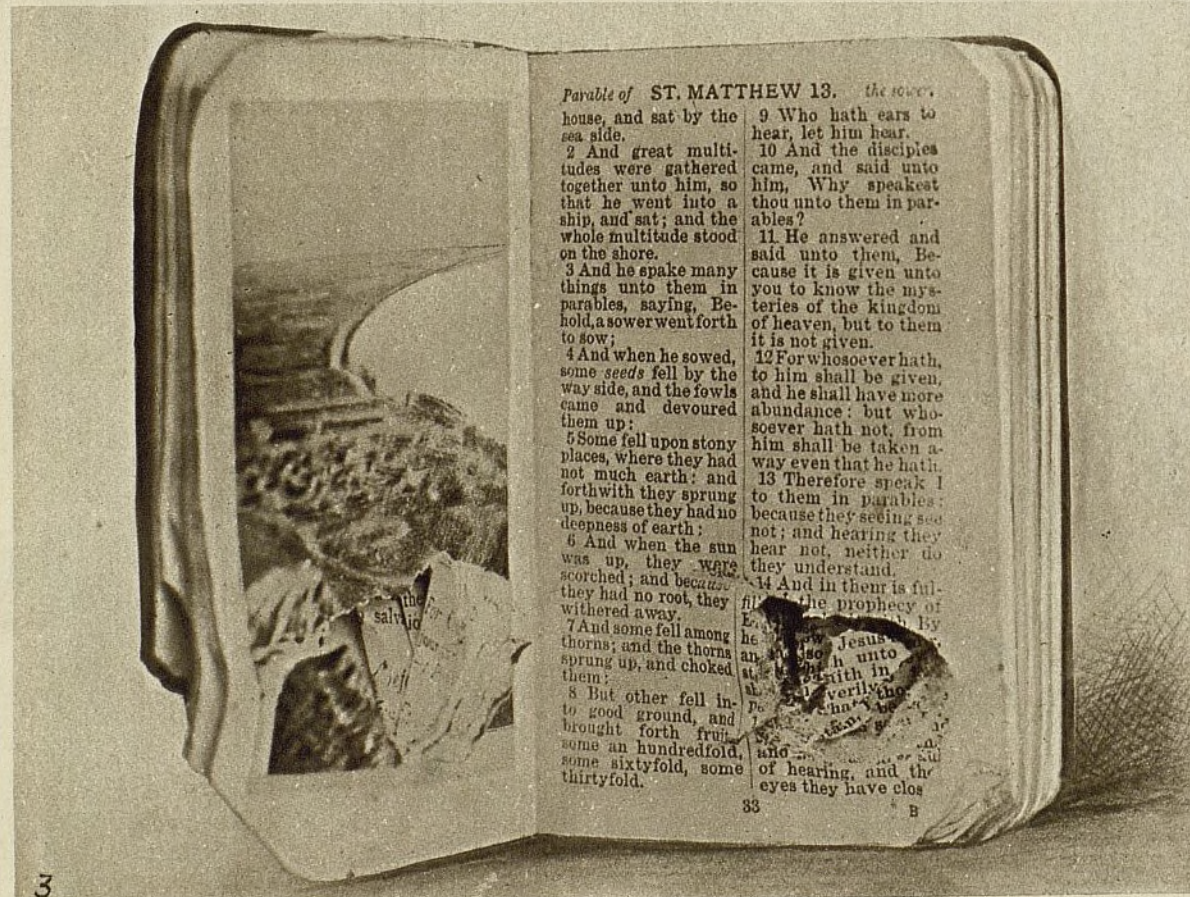 Parable of ST. MATTHEW 13. the sower.
house, and sat by the
sea side.
2 And great multi-
tudes were gathered
together unto him, so
that he went into a
ship, and sat; and the
whole multitude stood
on the shore.
3 And he spake many
things unto them in
parables, saying, Be-
hold, a sower went forth
to sow;
4 And when he sowed,
some seeds fell by the
way side, and the fowls
came and devoured
them up:
5 Some fell upon stony
places, where they had
not much earth: and
forthwith they sprung
up, because they had no
deepness of earth:
6 And when the sun
was up, they were
scorched; and because
they had no root, they
withered away.
7 And some fell among
thorns; and the thorns
sprung up, and choked
them:
8 But other fell in-
to good ground, and
brought forth fruit,
some an hundredfold,
some sixtyfold, some
thirtyfold.
9 Who hath ears to
hear, let him hear.
10 And the disciples
came, and said unto
him, Why speakest
thou unto them in par-
ables?
11 He answered and
said unto them, Be-
cause it is given unto
you to know the mys-
teries of the kingdom
of heaven, but to them
it is not given.
12 For whosoever hath,
to him shall be given,
and he shall have more
abundance: but who-
soever hath not, from
him shall be taken a-
way even that he hath.
13 Therefore speak I
to them in parables:
because they seeing see
not; and hearing they
hear not, neither do
they understand.
14 And in them is ful-
the prophecy of
By
Jesus
unto
in
verily
and
of hearing, and the
eyes they have clos
33
B
the
salv
3